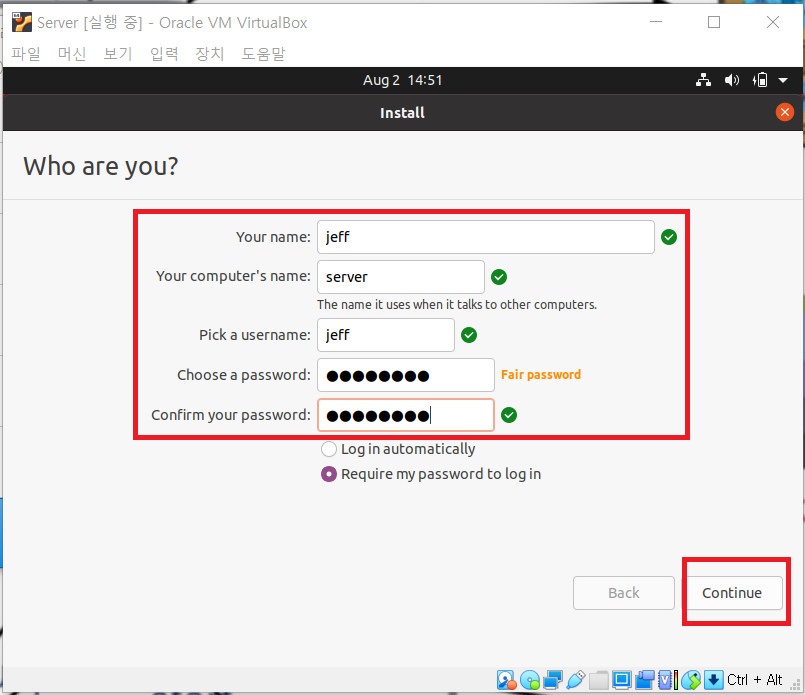 Server [실행 중] - Oracle VM VirtualBox
파일 머신 보기 입력 장치 도움말
Aug 2 14:51
Install
Who are you?
Your name: jeff
Your computer's name: server
The name it uses when it talks to other computers.
Pick a username: jeff
Choose a password: ●●●●●●●● Fair password
Confirm your password: ●●●●●●●●
Log in automatically
Require my password to log in
Back Continue
Ctrl + Alt